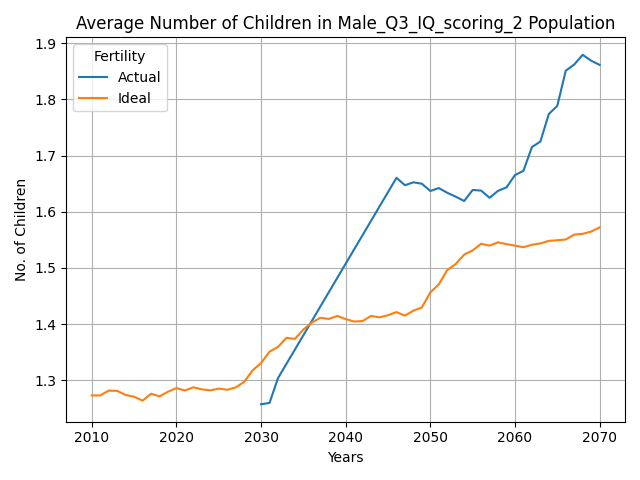 Average Number of Children in Male_Q3_IQ_scoring_2 Population
Fertility
Actual
Ideal
No. of Children
1.9
1.8
1.7
1.6
1.5
1.4
1.3
2010 2020 2030 2040 2050 2060 2070
Years